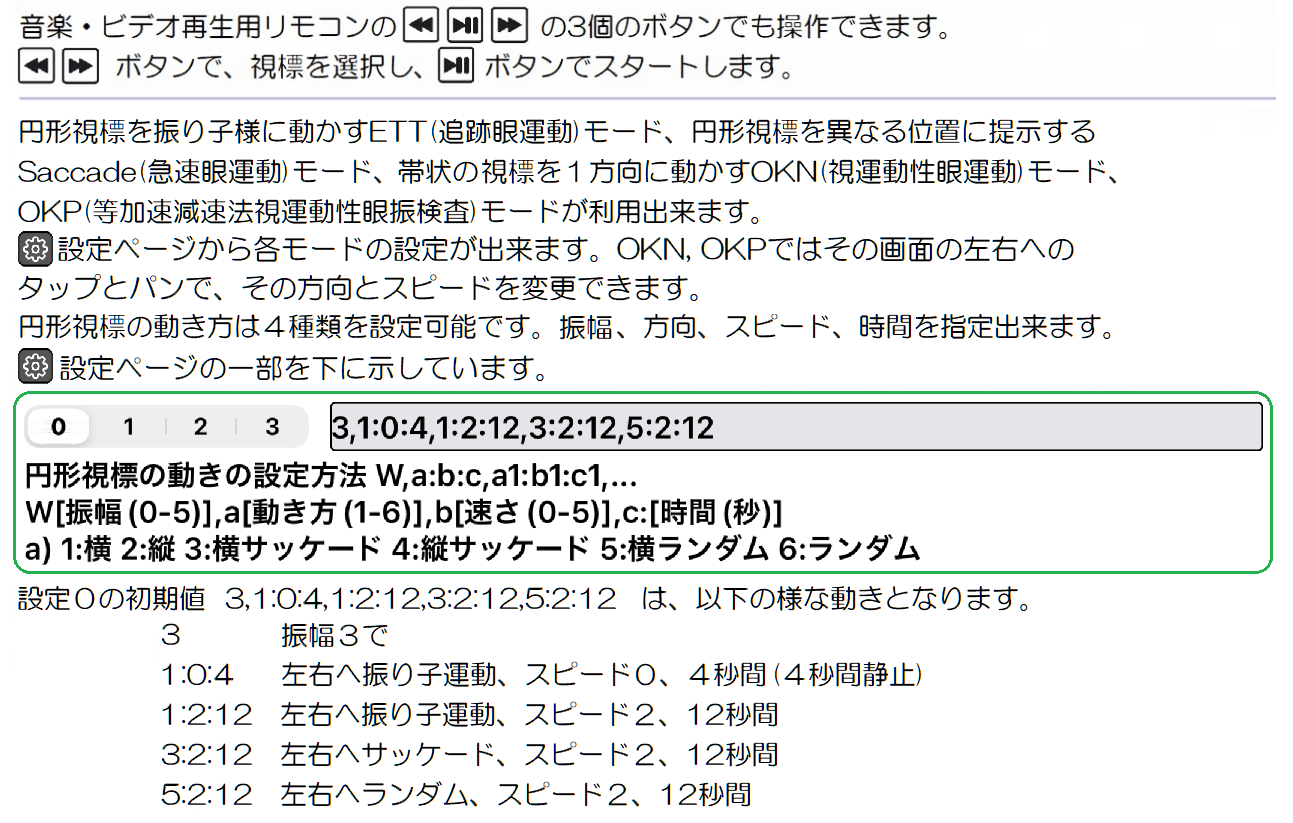 音楽・ビデオ再生用リモコンの ⏪ ⏯ ⏩ の3個のボタンでも操作できます。
⏪ ⏩ ボタンで、視標を選択し、⏯ ボタンでスタートします。
円形視標を振り子様に動かすETT(追跡眼運動)モード、円形視標を異なる位置に提示する
Saccade(急速眼運動)モード、帯状の視標を１方向に動かすOKN(視運動性眼運動)モード、
OKP(等加速減速法視運動性眼振検査)モードが利用出来ます。
⚙設定ページから各モードの設定が出来ます。OKN, OKPではその画面の左右への
タップとパンで、その方向とスピードを変更できます。
円形視標の動き方は４種類を設定可能です。振幅、方向、スピード、時間を指定出来ます。
⚙設定ページの一部を下に示しています。
0 1 2 3 3,1:0:4,1:2:12,3:2:12,5:2:12
円形視標の動きの設定方法 W,a:b:c,a1:b1:c1,...
W[振幅 (0-5)],a[動き方 (1-6)],b[速さ (0-5)],c:[時間 (秒)]
a) 1:横 2:縦 3:横サッケード 4:縦サッケード 5:横ランダム 6:ランダム
設定０の初期値 3,1:0:4,1:2:12,3:2:12,5:2:12 は、以下の様な動きとなります。
3 振幅３で
1:0:4 左右へ振り子運動、スピード０、４秒間 (４秒間静止)
1:2:12 左右へ振り子運動、スピード２、12秒間
3:2:12 左右へサッケード、スピード２、12秒間
5:2:12 左右へランダム、スピード２、12秒間